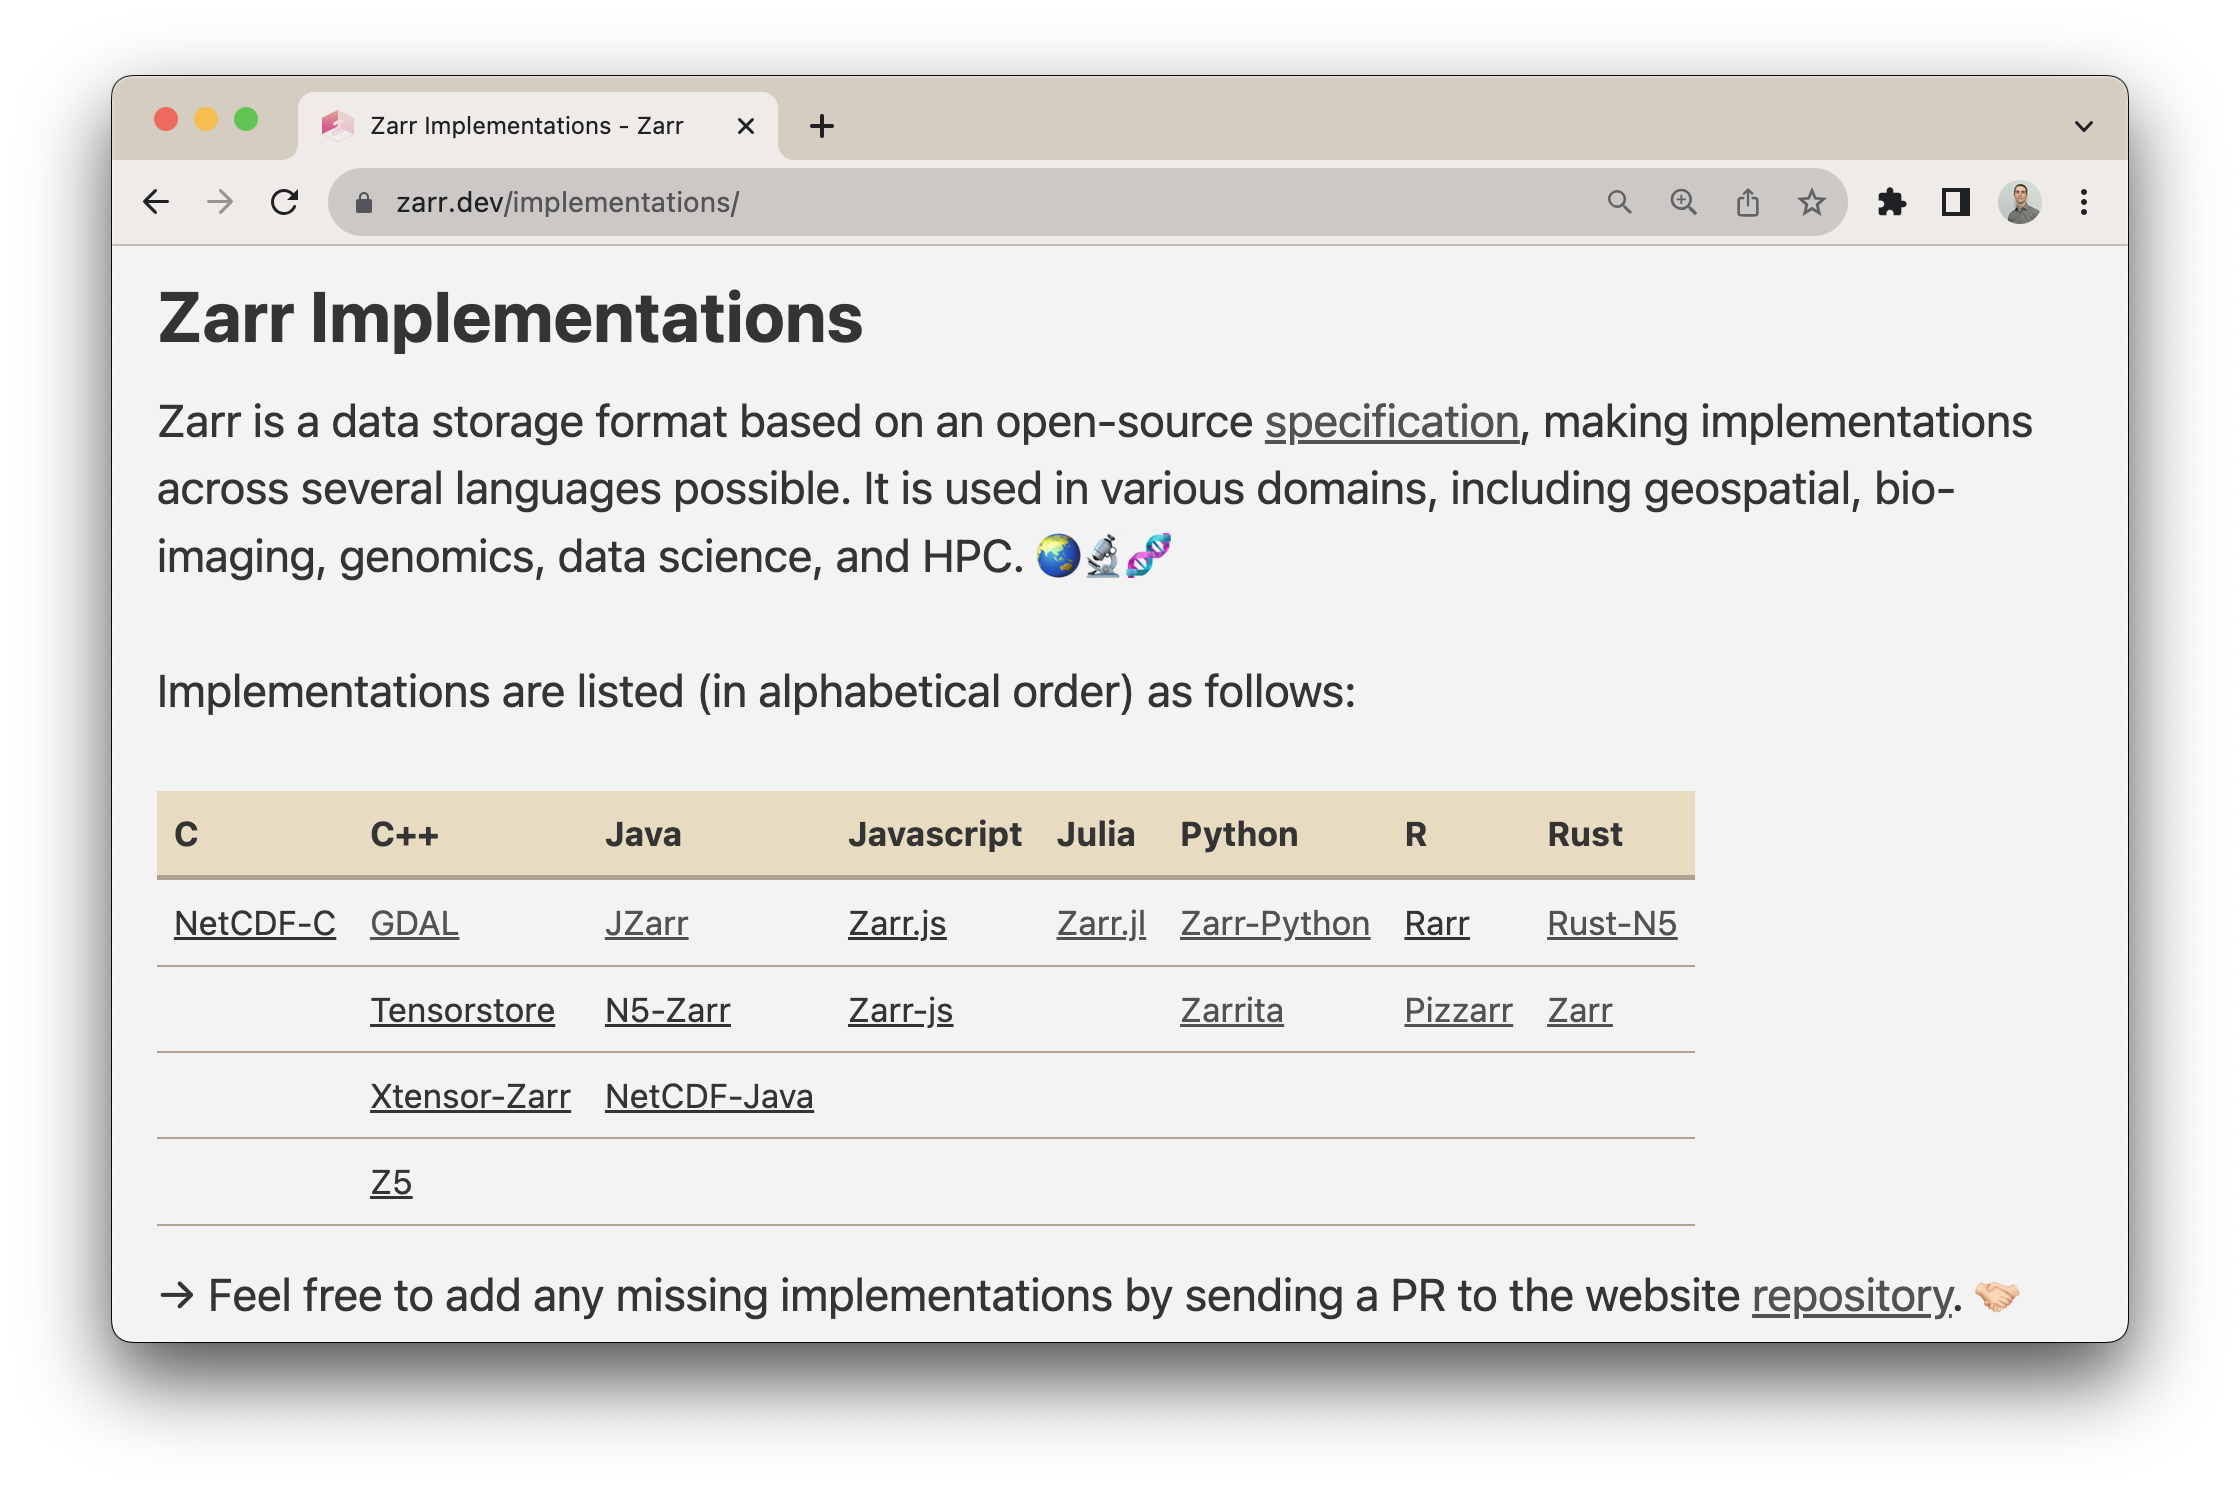 Zarr Implementations - Zarr
zarr.dev/implementations/
Zarr Implementations
Zarr is a data storage format based on an open-source specification, making implementations
across several languages possible. It is used in various domains, including geospatial, bio-
imaging, genomics, data science, and HPC. 🌏🔬🧬
Implementations are listed (in alphabetical order) as follows:
C C++ Java Javascript Julia Python R Rust
NetCDF-C GDAL JZarr Zarr.js Zarr.jl Zarr-Python Rarr Rust-N5
Tensorstore N5-Zarr Zarr-js Zarrita Pizzarr Zarr
Xtensor-Zarr NetCDF-Java
Z5
→ Feel free to add any missing implementations by sending a PR to the website repository. 🤝🏻